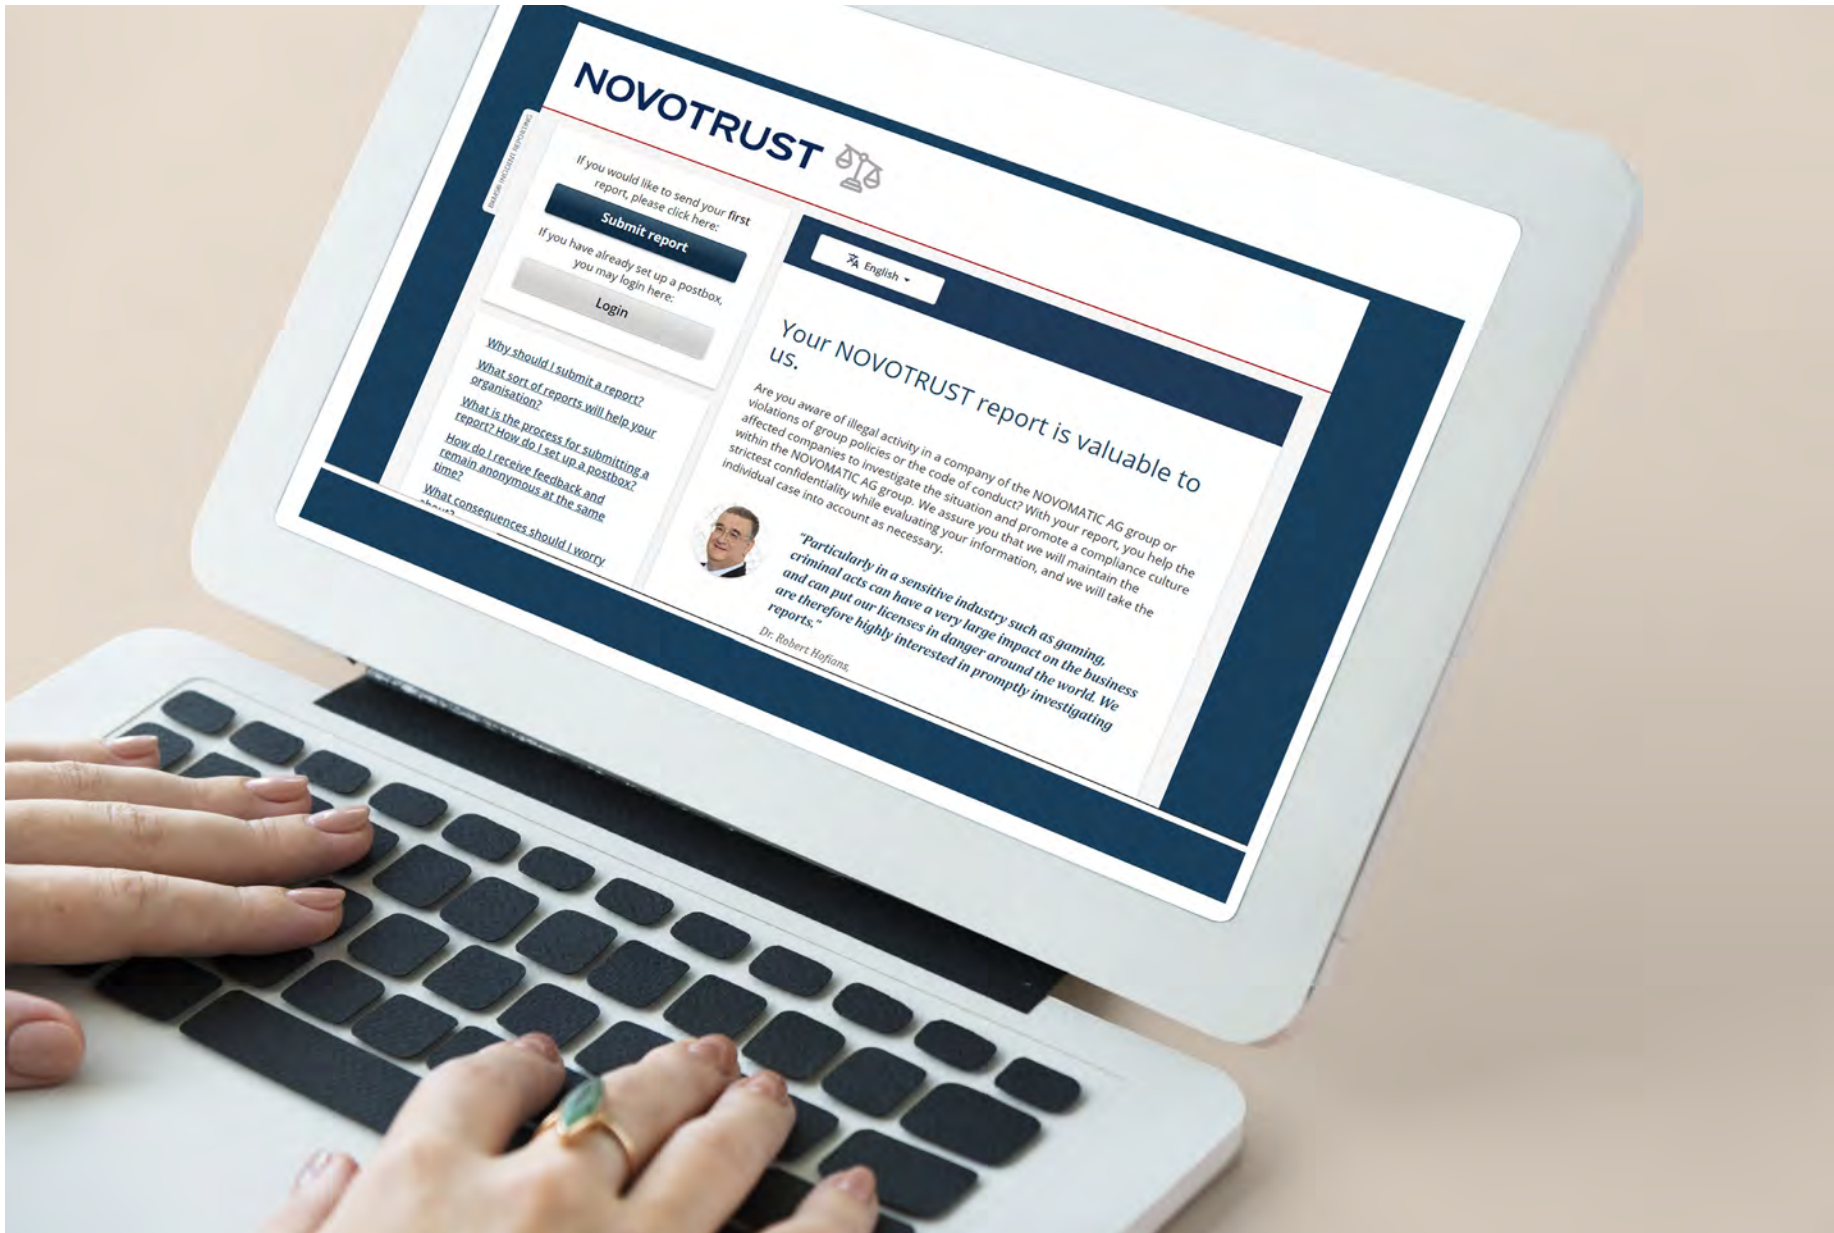 NOVOTRUST
BKMS® INCIDENT REPORTING
If you would like to send your first
report, please click here:
Submit report
If you have already set up a postbox,
you may login here:
Login
Why should I submit a report?
What sort of reports will help your
organisation?
What is the process for submitting a
report? How do I set up a postbox?
How do I receive feedback and
remain anonymous at the same
time?
What consequences should I worry
about?
English
Your NOVOTRUST report is valuable to
us.
Are you aware of illegal activity in a company of the NOVOMATIC AG group or
violations of group policies or the code of conduct? With your report, you help the
affected companies to investigate the situation and promote a compliance culture
within the NOVOMATIC AG group. We assure you that we will maintain the
strictest confidentiality while evaluating your information, and we will take the
individual case into account as necessary.
"Particularly in a sensitive industry such as gaming,
criminal acts can have a very large impact on the business
and can put our licenses in danger around the world. We
are therefore highly interested in promptly investigating
reports."
Dr. Robert Hofians,